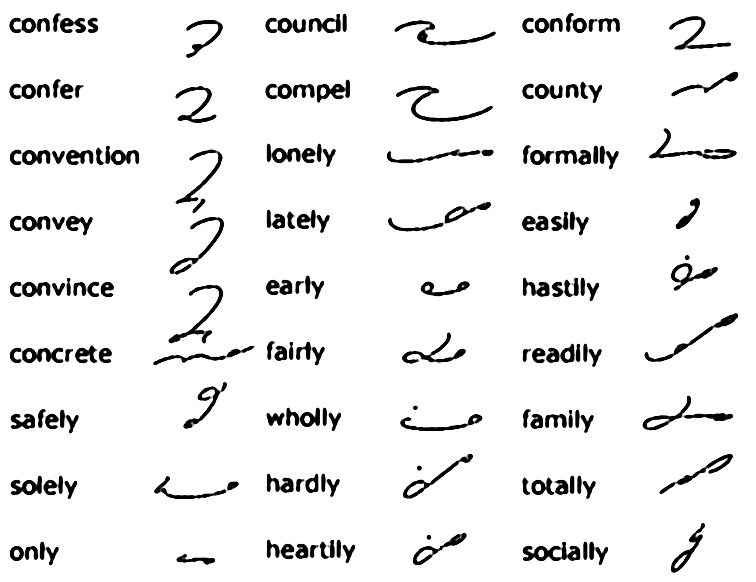 confess council conform
confer compel county
convention lonely formally
convey lately easily
convince early hastily
concrete fairly readily
safely wholly family
solely hardly totally
only heartily socially